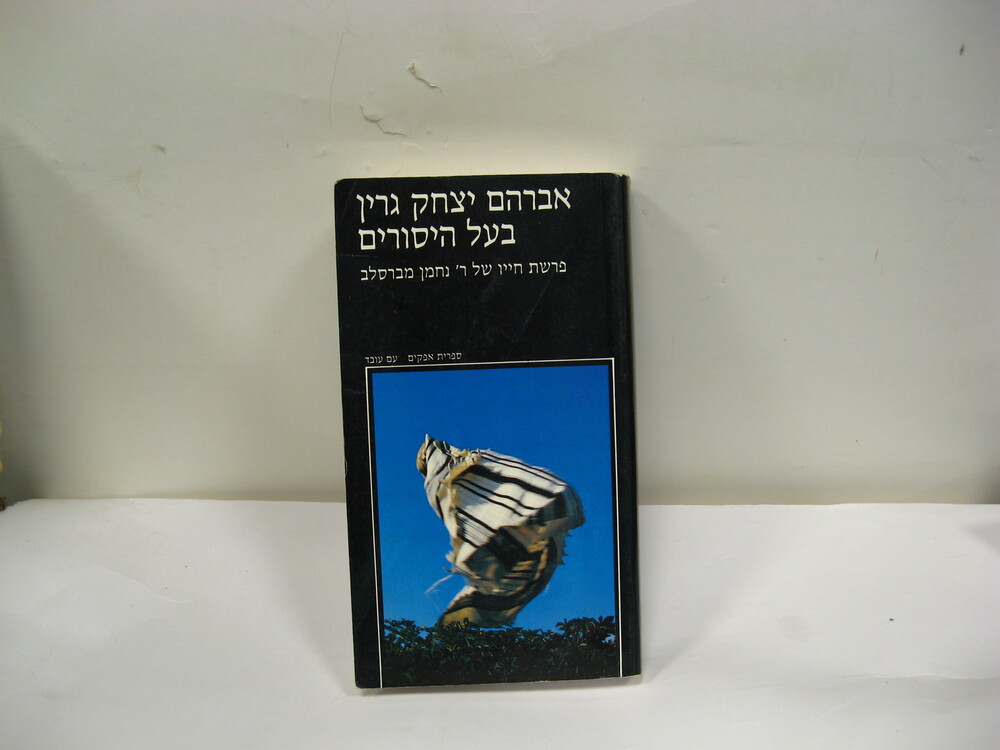 אברהם יצחק גרין
בעל היסורים
פרשת חייו של ר׳ נחמן מברסלב
ספרית אפקים עם עובד